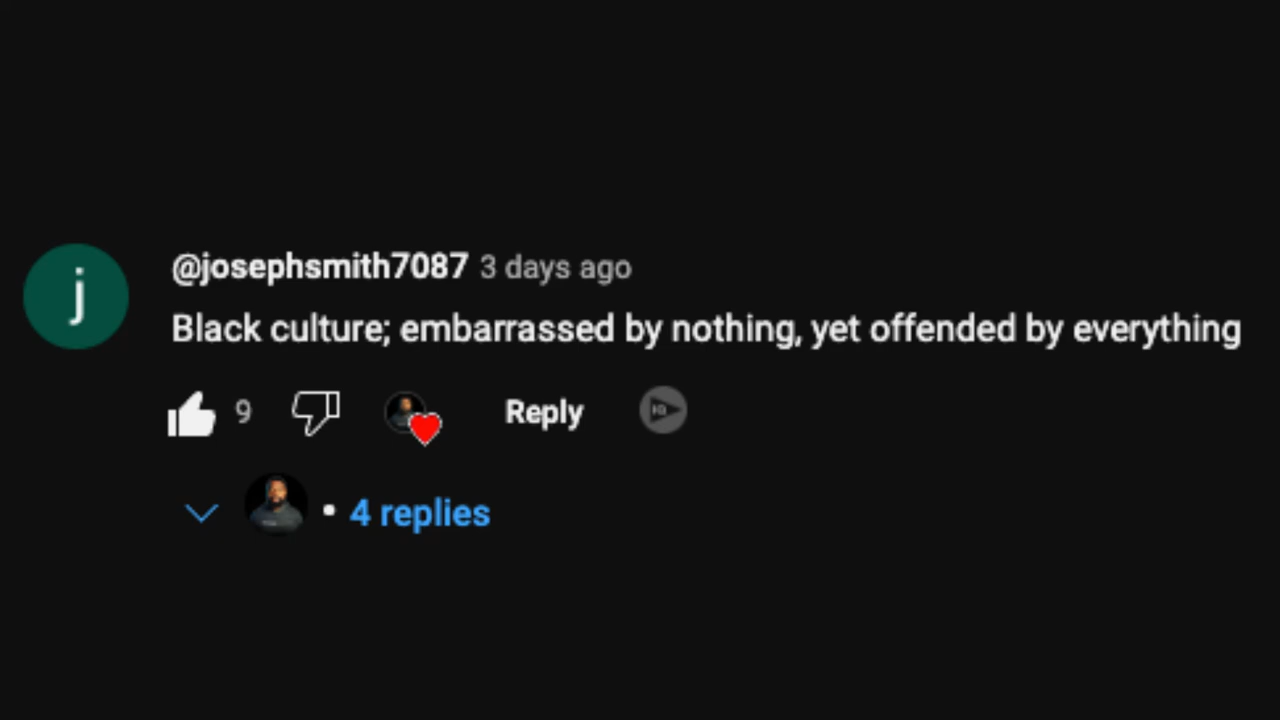 j
@josephsmith7087 3 days ago
Black culture; embarrassed by nothing, yet offended by everything
9 Reply
• 4 replies